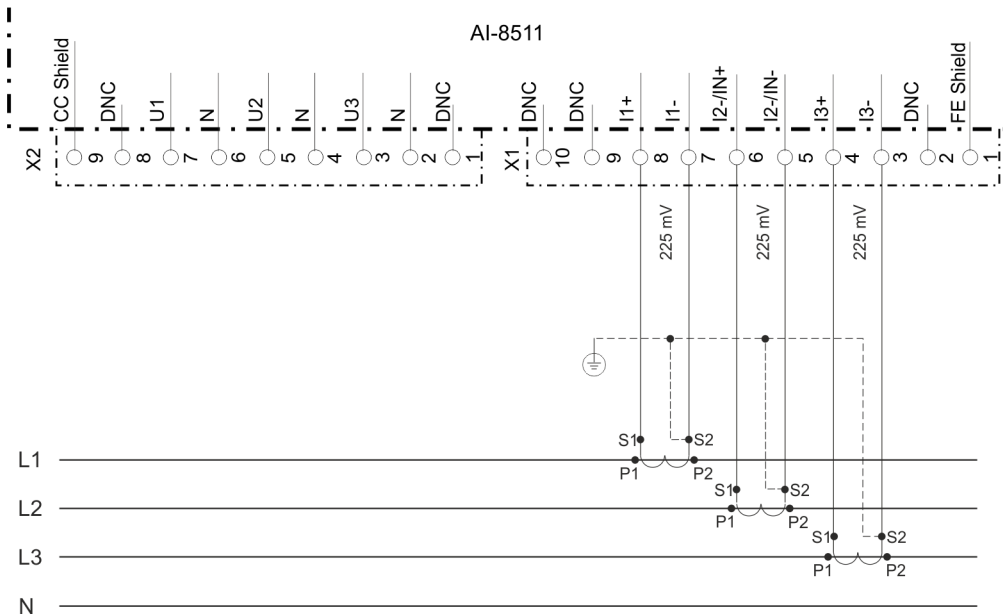 AI-8511
CC Shield
DNC
U1
N
U2
N
U3
N
DNC
DNC
DNC
I1+
I1-
I2-/IN+
I2-/IN-
I3+
I3-
DNC
FE Shield
X2
9
8
7
6
5
4
3
2
1
X1
10
9
8
7
6
5
4
3
2
1
225 mV
225 mV
225 mV
S1
S2
L1
P1
P2
S1
S2
L2
P1
P2
S1
S2
L3
P1
P2
N